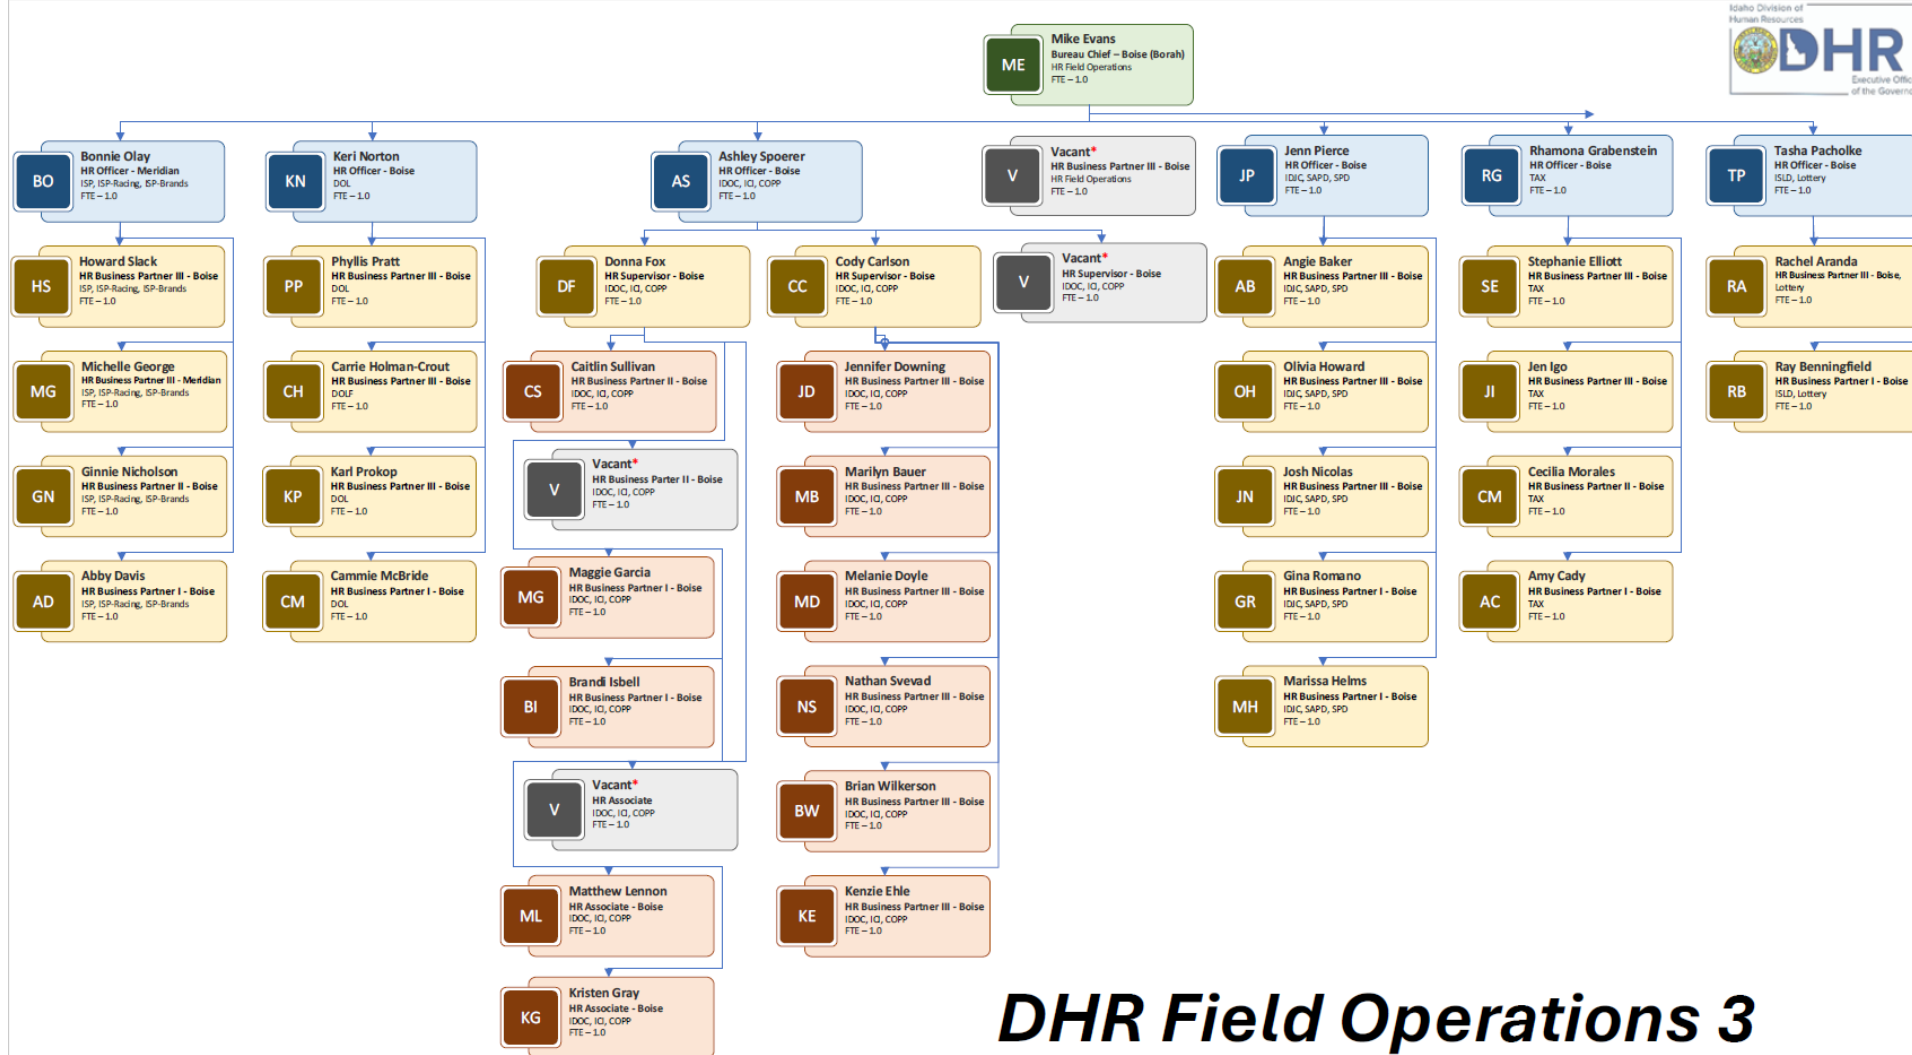 Idaho Division of
Human Resources
DHR
Executive Offic
of the Governo
ME
Mike Evans
Bureau Chief – Boise (Borah)
HR Field Operations
FTE – 1.0
BO
Bonnie Olay
HR Officer - Meridian
ISP, ISP-Racing, ISP-Brands
FTE – 1.0
KN
Keri Norton
HR Officer - Boise
DOL
FTE – 1.0
AS
Ashley Spoerer
HR Officer - Boise
IDOC, ICI, COPP
FTE – 1.0
V
Vacant*
HR Business Partner III - Boise
HR Field Operations
FTE – 1.0
JP
Jenn Pierce
HR Officer - Boise
IDJC, SAPD, SPD
FTE – 1.0
RG
Rhamona Grabenstein
HR Officer - Boise
TAX
FTE – 1.0
TP
Tasha Pacholke
HR Officer - Boise
ISLD, Lottery
FTE – 1.0
HS
Howard Slack
HR Business Partner III - Boise
ISP, ISP-Racing, ISP-Brands
FTE – 1.0
PP
Phyllis Pratt
HR Business Partner III - Boise
DOL
FTE – 1.0
DF
Donna Fox
HR Supervisor - Boise
IDOC, ICI, COPP
FTE – 1.0
CC
Cody Carlson
HR Supervisor - Boise
IDOC, ICI, COPP
FTE – 1.0
V
Vacant*
HR Supervisor - Boise
IDOC, ICI, COPP
FTE – 1.0
AB
Angie Baker
HR Business Partner III - Boise
IDJC, SAPD, SPD
FTE – 1.0
SE
Stephanie Elliott
HR Business Partner III - Boise
TAX
FTE – 1.0
RA
Rachel Aranda
HR Business Partner III - Boise,
Lottery
FTE – 1.0
MG
Michelle George
HR Business Partner III - Meridian
ISP, ISP-Racing, ISP-Brands
FTE – 1.0
CH
Carrie Holman-Crout
HR Business Partner III - Boise
DOLF
FTE – 1.0
CS
Caitlin Sullivan
HR Business Partner II - Boise
IDOC, ICI, COPP
FTE – 1.0
JD
Jennifer Downing
HR Business Partner III - Boise
IDOC, ICI, COPP
FTE – 1.0
OH
Olivia Howard
HR Business Partner III - Boise
IDJC, SAPD, SPD
FTE – 1.0
JI
Jen Igo
HR Business Partner III - Boise
TAX
FTE – 1.0
RB
Ray Benningfield
HR Business Partner I - Boise
ISLD, Lottery
FTE – 1.0
GN
Ginnie Nicholson
HR Business Partner II - Boise
ISP, ISP-Racing, ISP-Brands
FTE – 1.0
KP
Karl Prokop
HR Business Partner III - Boise
DOL
FTE – 1.0
V
Vacant*
HR Business Parter II - Boise
IDOC, ICI, COPP
FTE – 1.0
MB
Marilyn Bauer
HR Business Partner III - Boise
IDOC, ICI, COPP
FTE – 1.0
JN
Josh Nicolas
HR Business Partner III - Boise
IDJC, SAPD, SPD
FTE – 1.0
CM
Cecilia Morales
HR Business Partner II - Boise
TAX
FTE – 1.0
AD
Abby Davis
HR Business Partner I - Boise
ISP, ISP-Racing, ISP-Brands
FTE – 1.0
CM
Cammie McBride
HR Business Partner I - Boise
DOL
FTE – 1.0
MG
Maggie Garcia
HR Business Partner I - Boise
IDOC, ICI, COPP
FTE – 1.0
MD
Melanie Doyle
HR Business Partner III - Boise
IDOC, ICI, COPP
FTE – 1.0
GR
Gina Romano
HR Business Partner I - Boise
IDJC, SAPD, SPD
FTE – 1.0
AC
Amy Cady
HR Business Partner I - Boise
TAX
FTE – 1.0
BI
Brandi Isbell
HR Business Partner I - Boise
IDOC, ICI, COPP
FTE – 1.0
NS
Nathan Svevad
HR Business Partner III - Boise
IDOC, ICI, COPP
FTE – 1.0
MH
Marissa Helms
HR Business Partner I - Boise
IDJC, SAPD, SPD
FTE – 1.0
V
Vacant*
HR Associate
IDOC, ICI, COPP
FTE – 1.0
BW
Brian Wilkerson
HR Business Partner III - Boise
IDOC, ICI, COPP
FTE – 1.0
ML
Matthew Lennon
HR Associate - Boise
IDOC, ICI, COPP
FTE – 1.0
KE
Kenzie Ehle
HR Business Partner III - Boise
IDOC, ICI, COPP
FTE – 1.0
KG
Kristen Gray
HR Associate - Boise
IDOC, ICI, COPP
FTE – 1.0
DHR Field Operations 3